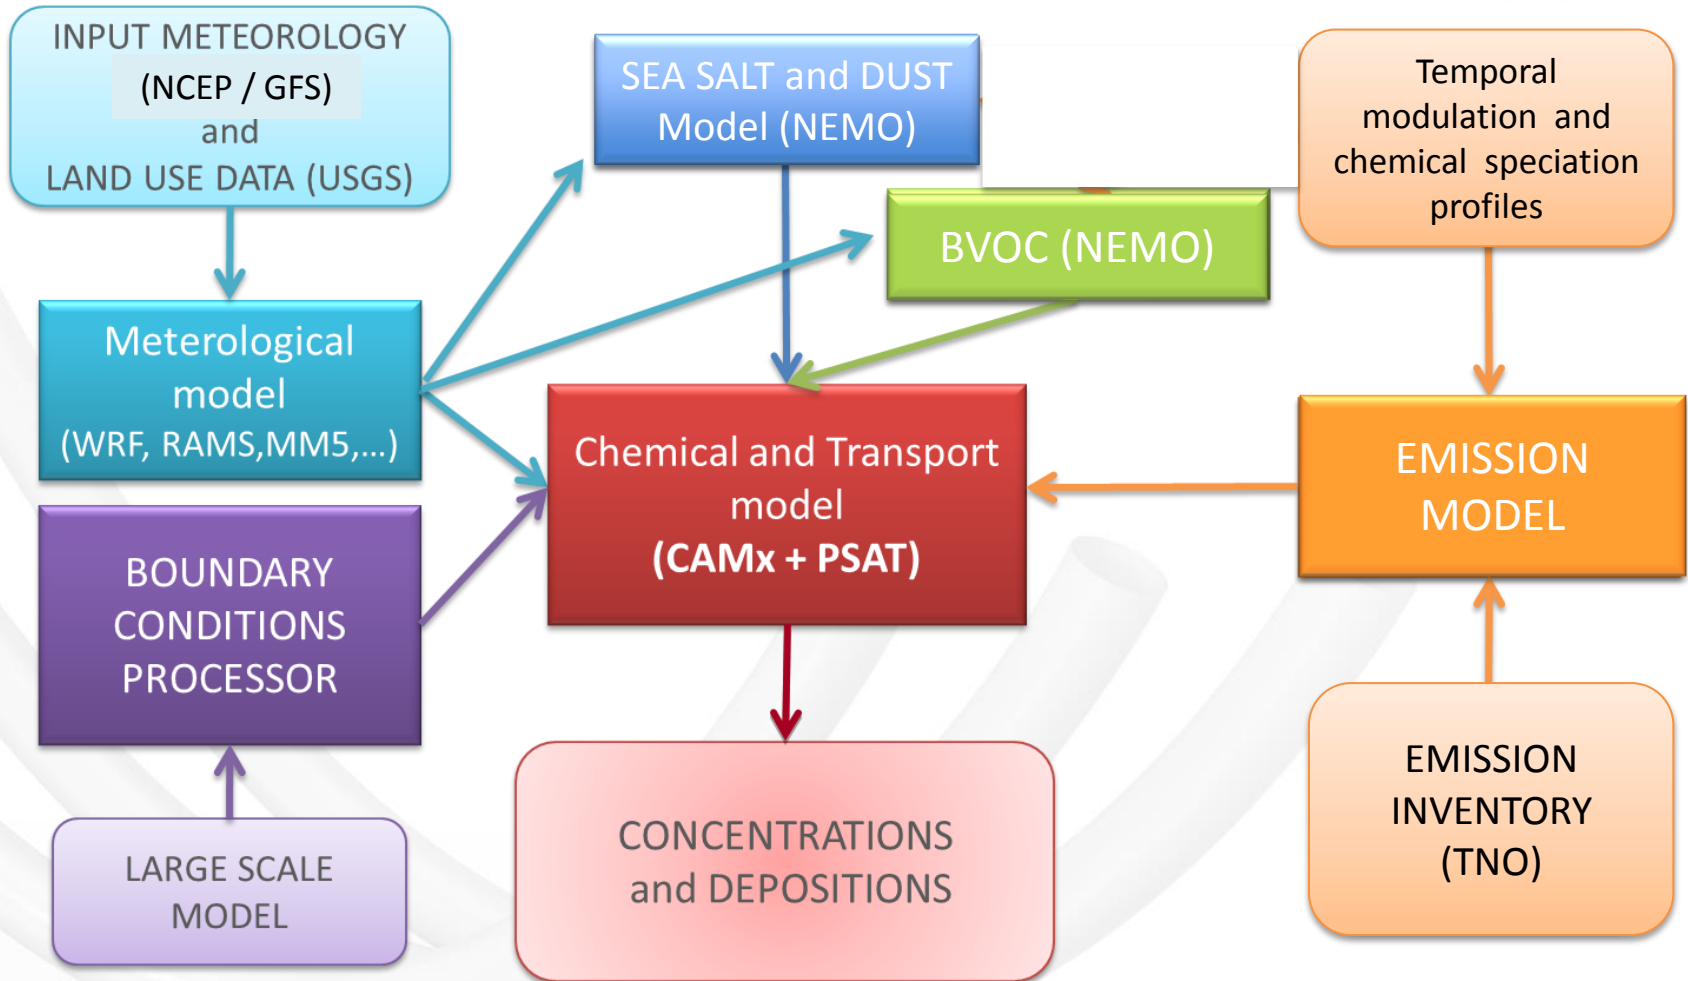 INPUT METEOROLOGY
(NCEP / GFS)
and
LAND USE DATA (USGS)
SEA SALT and DUST
Model (NEMO)
Temporal
modulation and
chemical speciation
profiles
BVOC (NEMO)
Meterological
model
(WRF, RAMS,MM5,...)
Chemical and Transport
model
(CAMx + PSAT)
EMISSION
MODEL
BOUNDARY
CONDITIONS
PROCESSOR
LARGE SCALE
MODEL
CONCENTRATIONS
and DEPOSITIONS
EMISSION
INVENTORY
(TNO)